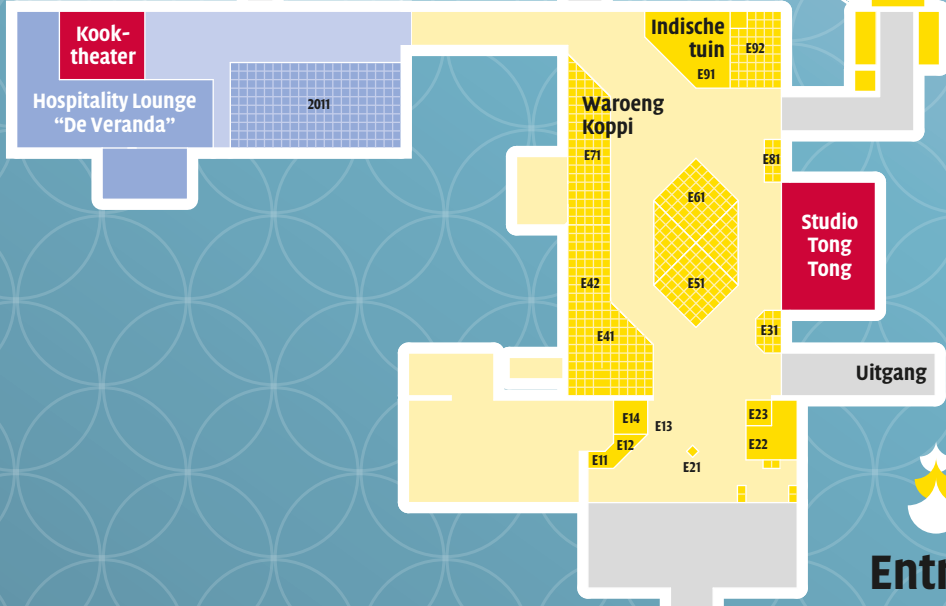 Kook-
theater
Hospitality Lounge
“De Veranda”
2011
Indische
tuin
E91
E92
Waroeng
Koppi
E71
E81
E61
Studio
Tong
Tong
E42
E51
E41
E31
Uitgang
E14
E13
E23
E12
E22
E11
E21